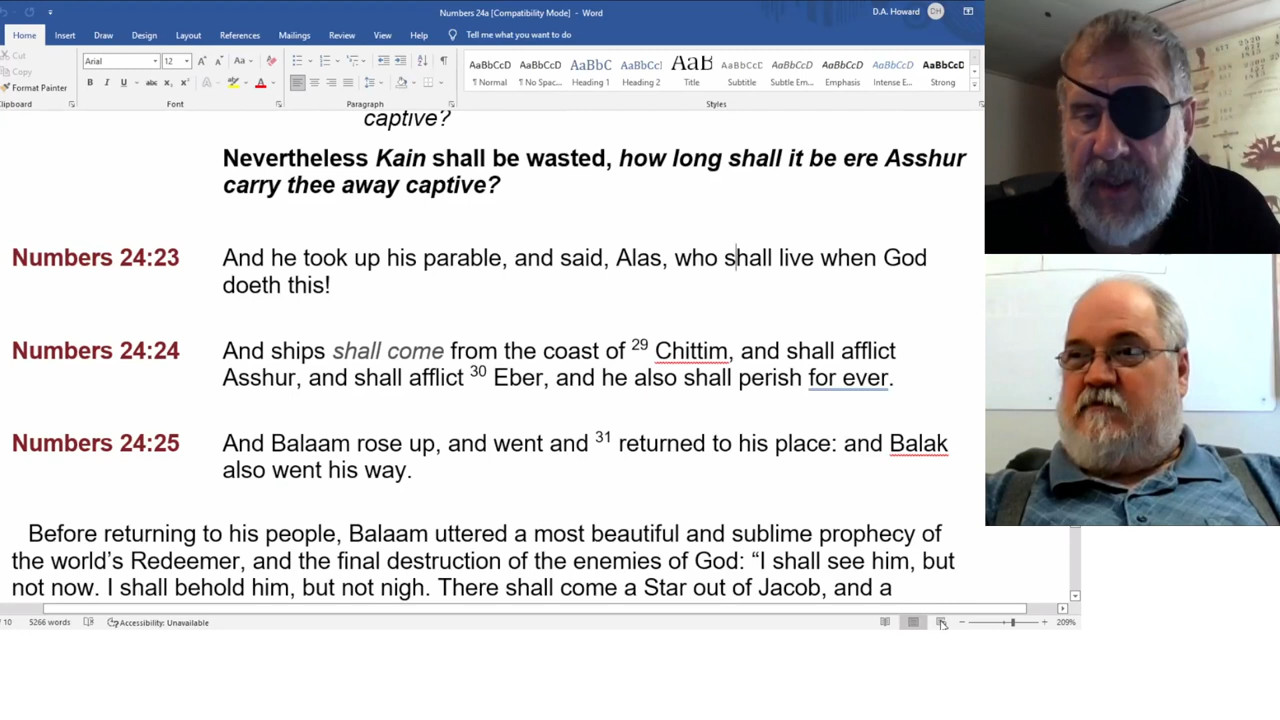 Numbers 24a [Compatibility Mode] - Word
D.A. Howard DH
Home Insert Draw Design Layout References Mailings Review View Help Tell me what you want to do
Cut
Copy
Format Painter
Arial 12
Aa
B I U abc x₂ x² A A
AaBbCcD AaBbCcD AaBbC AaBbCc AaB AaBbCcD AaBbCcD AaBbCcD AaBbCcD AaBbCcD
¶ Normal ¶ No Spac... Heading 1 Heading 2 Title Subtitle Subtle Em... Emphasis Intense E... Strong
Clipboard Font Paragraph Styles
captive?
Nevertheless Kain shall be wasted, how long shall it be ere Asshur
carry thee away captive?
Numbers 24:23 And he took up his parable, and said, Alas, who shall live when God
doeth this!
Numbers 24:24 And ships shall come from the coast of 29 Chittim, and shall afflict
Asshur, and shall afflict 30 Eber, and he also shall perish for ever.
Numbers 24:25 And Balaam rose up, and went and 31 returned to his place: and Balak
also went his way.
Before returning to his people, Balaam uttered a most beautiful and sublime prophecy of
the world’s Redeemer, and the final destruction of the enemies of God: “I shall see him, but
not now. I shall behold him, but not nigh. There shall come a Star out of Jacob, and a
10 5266 words Accessibility: Unavailable 209%